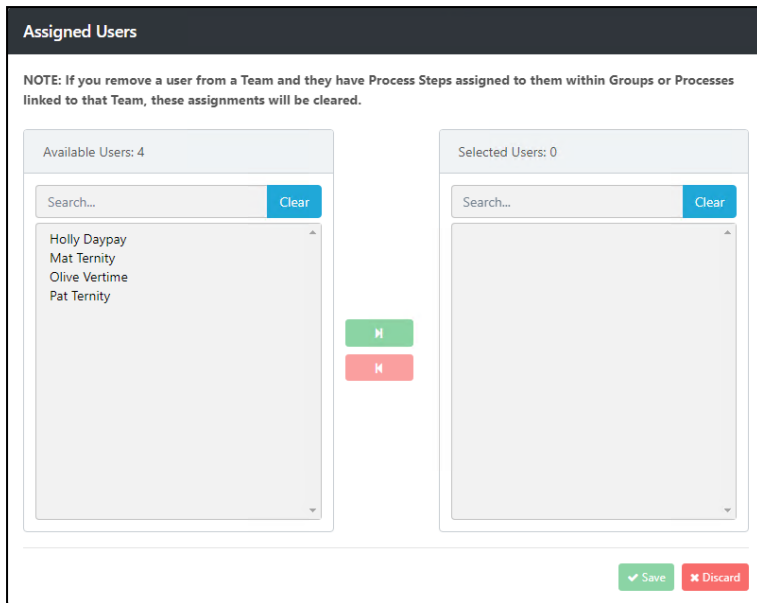 Assigned Users
NOTE: If you remove a user from a Team and they have Process Steps assigned to them within Groups or Processes
linked to that Team, these assignments will be cleared.
Available Users: 4
Search...
Clear
Holly Daypay
Mat Ternity
Olive Vertime
Pat Ternity
Selected Users: 0
Search...
Clear
Save
Discard